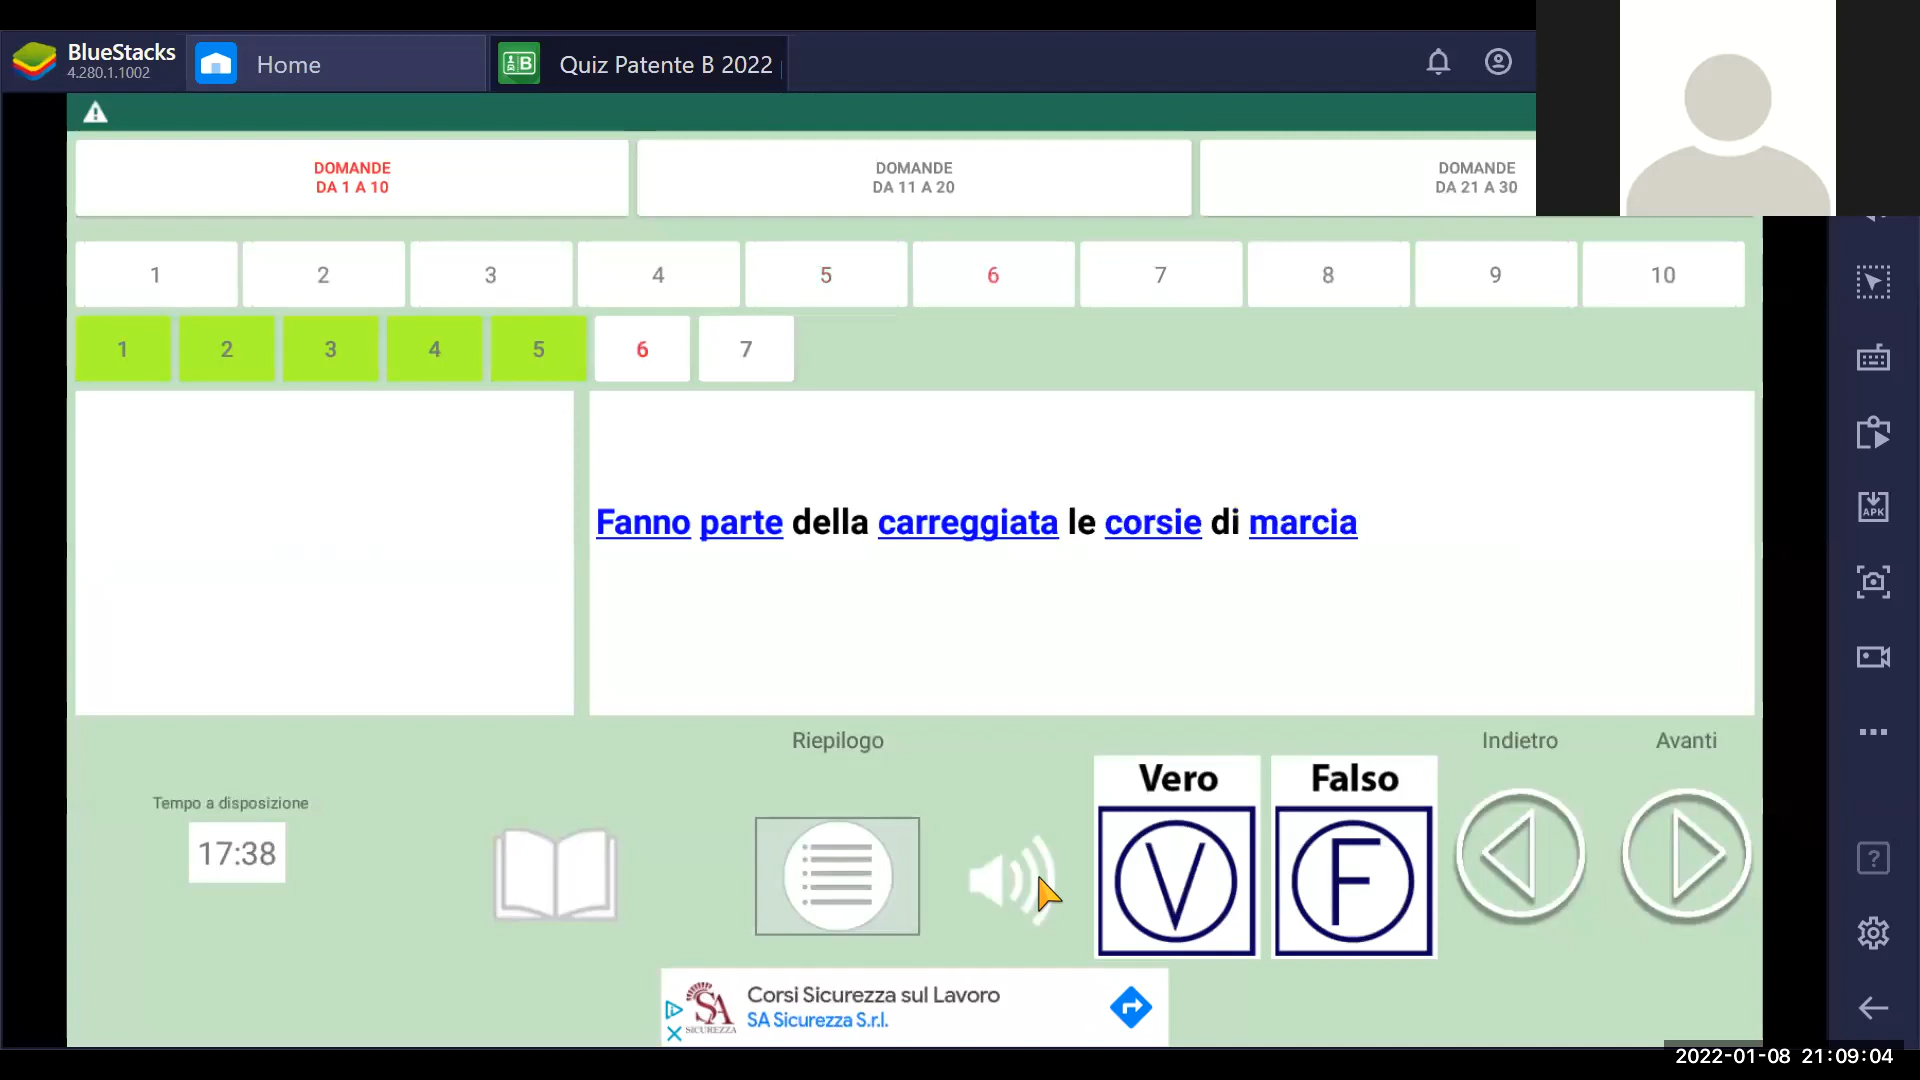 BlueStacks
4.280.1.1002
Home
B
Quiz Patente B 2022
DOMANDE
DA 1 A 10
DOMANDE
DA 11 A 20
DOMANDE
DA 21 A 30
1 2 3 4 5 6 7 8 9 10
1 2 3 4 5 6 7
Fanno parte della carreggiata le corsie di marcia
Riepilogo
Indietro
Avanti
Tempo a disposizione
17:38
Vero
V
Falso
F
APK
?
SA
SICUREZZA
Corsi Sicurezza sul Lavoro
SA Sicurezza S.r.l.
2022-01-08 21:09:04